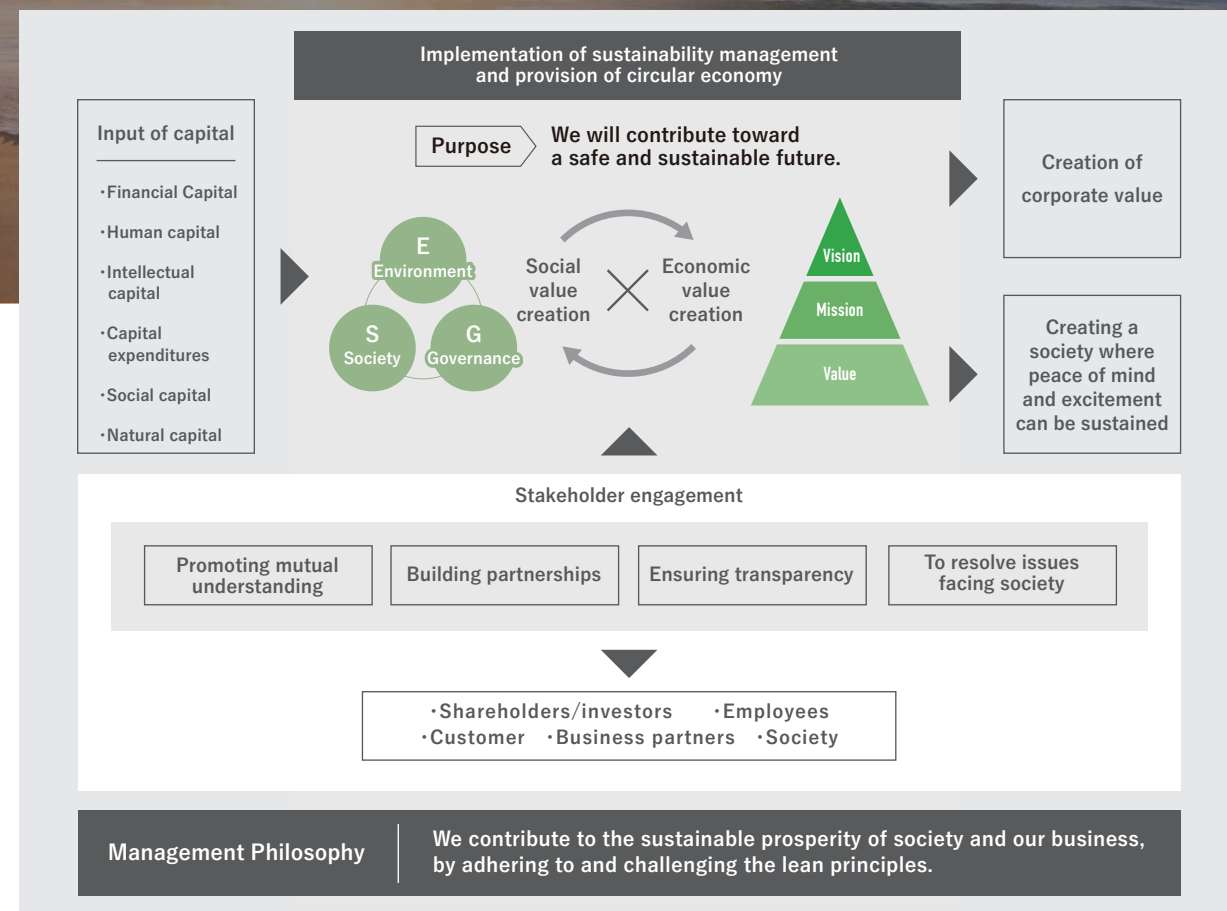 Implementation of sustainability management
and provision of circular economy
Input of capital
・Financial Capital
・Human capital
・Intellectual
capital
・Capital
expenditures
・Social capital
・Natural capital
Purpose
We will contribute toward
a safe and sustainable future.
E
Environment
S
Society
G
Governance
Social
value
creation
Economic
value
creation
Vision
Mission
Value
Creation of
corporate value
Creating a
society where
peace of mind
and excitement
can be sustained
Stakeholder engagement
Promoting mutual
understanding
Building partnerships
Ensuring transparency
To resolve issues
facing society
・Shareholders/investors ・Employees
・Customer ・Business partners ・Society
Management Philosophy
We contribute to the sustainable prosperity of society and our business,
by adhering to and challenging the lean principles.